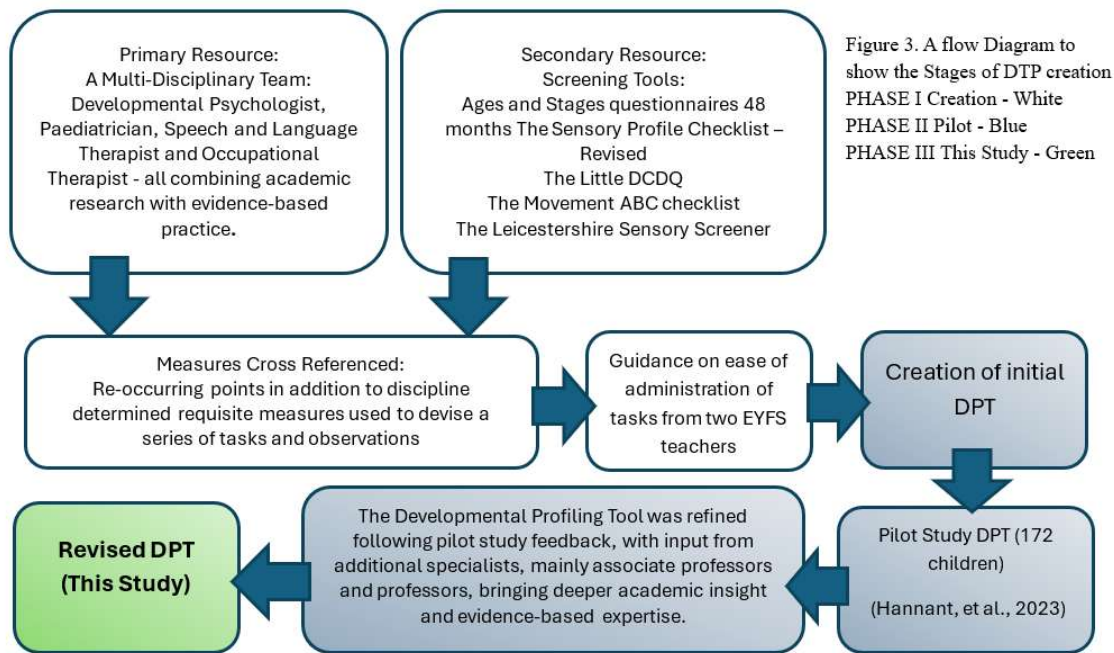 Primary Resource:
A Multi-Disciplinary Team:
Developmental Psychologist,
Paediatrician, Speech and Language
Therapist and Occupational
Therapist - all combining academic
research with evidence-based
practice.
Secondary Resource:
Screening Tools:
Ages and Stages questionnaires 48
months The Sensory Profile Checklist –
Revised
The Little DCDQ
The Movement ABC checklist
The Leicestershire Sensory Screener
Figure 3. A flow Diagram to
show the Stages of DTP creation
PHASE I Creation - White
PHASE II Pilot - Blue
PHASE III This Study - Green
Measures Cross Referenced:
Re-occurring points in addition to discipline
determined requisite measures used to devise a
series of tasks and observations
Guidance on ease of
administration of
tasks from two EYFS
teachers
Creation of initial
DPT
Pilot Study DPT (172
children)
(Hannant, et al., 2023)
The Developmental Profiling Tool was refined
following pilot study feedback, with input from
additional specialists, mainly associate professors
and professors, bringing deeper academic insight
and evidence-based expertise.
Revised DPT
(This Study)